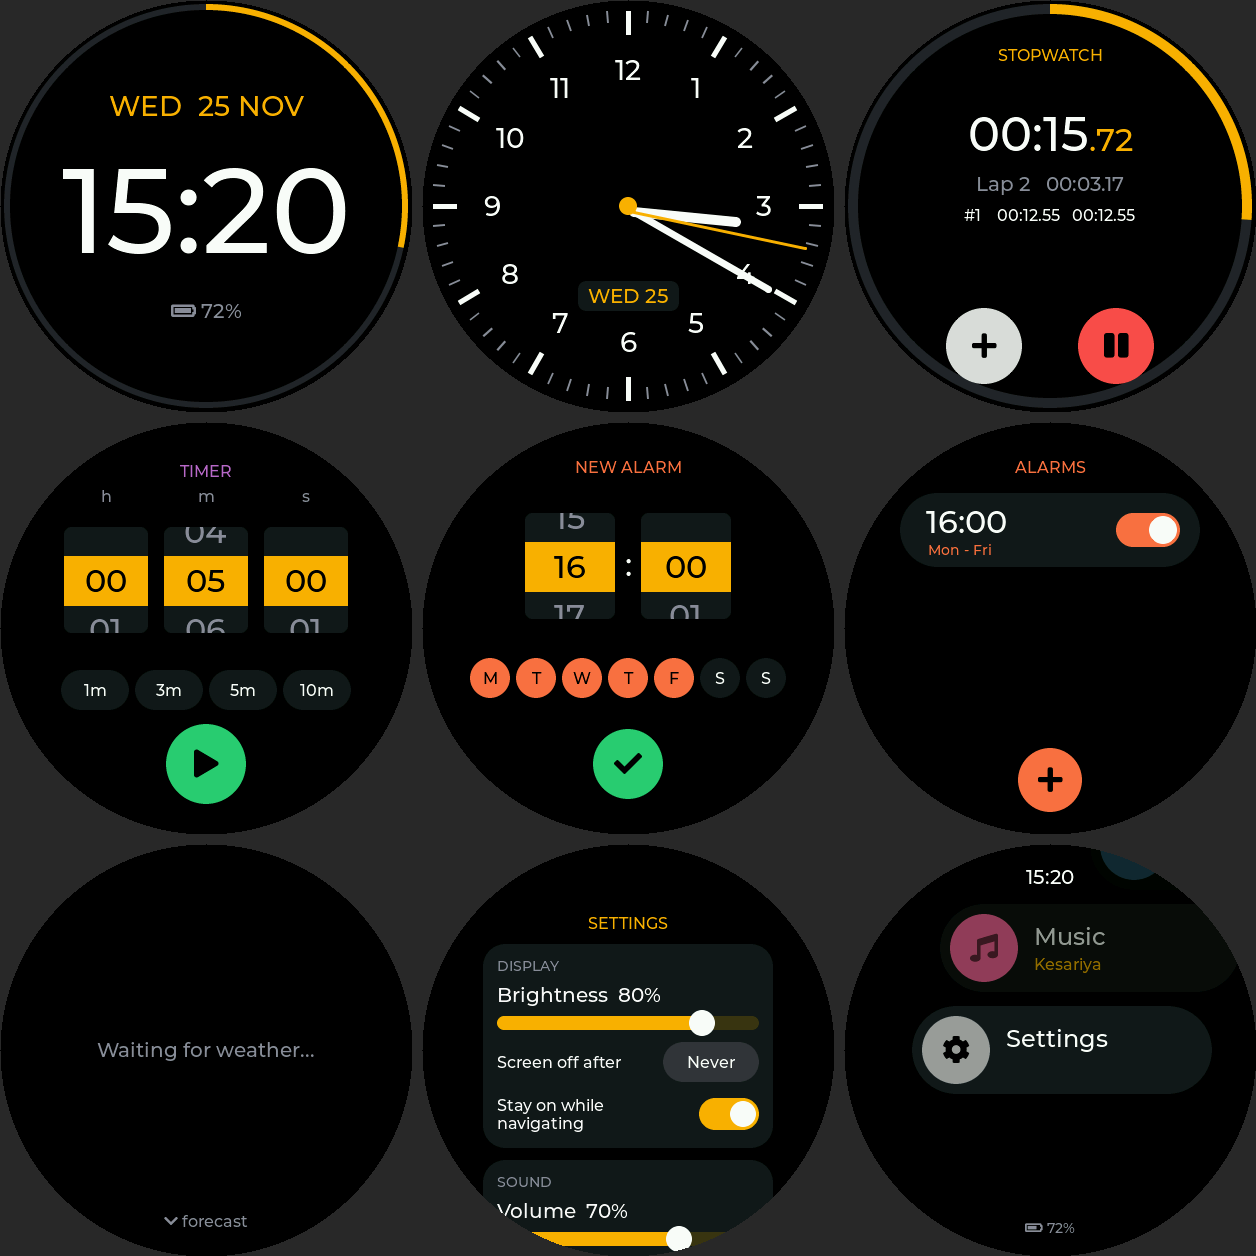 WED 25 NOV
15:20
72%
12
11
1
10
2
9
3
8
4
WED 25
7
5
6
STOPWATCH
00:15.72
Lap 2 00:03.17
#1 00:12.55 00:12.55
TIMER
h m s
04
00 05 00
01 06 01
1m 3m 5m 10m
NEW ALARM
15
16 : 00
17 01
M T W T F S S
ALARMS
16:00
Mon - Fri
Waiting for weather...
forecast
SETTINGS
DISPLAY
Brightness 80%
Screen off after Never
Stay on while
navigating
SOUND
Volume 70%
15:20
Music
Kesariya
Settings
72%